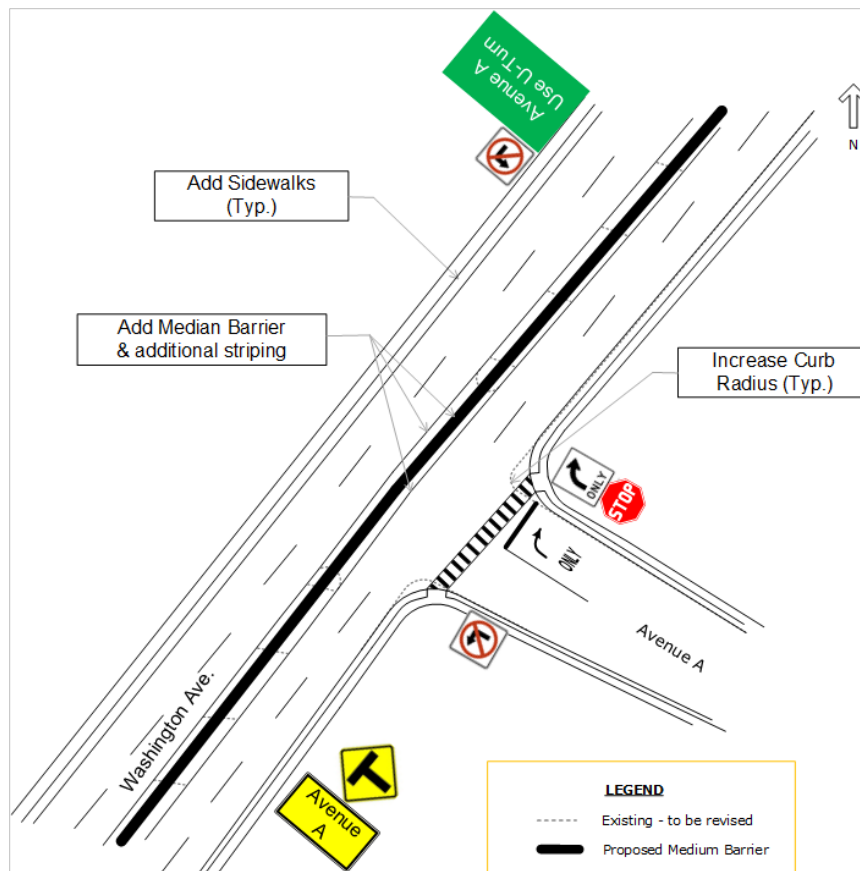 Avenue A
Use U-Turn
N
Add Sidewalks
(Typ.)
Add Median Barrier
& additional striping
Increase Curb
Radius (Typ.)
ONLY
STOP
ONLY
Avenue A
Washington Ave.
Avenue
A
LEGEND
Existing - to be revised
Proposed Medium Barrier